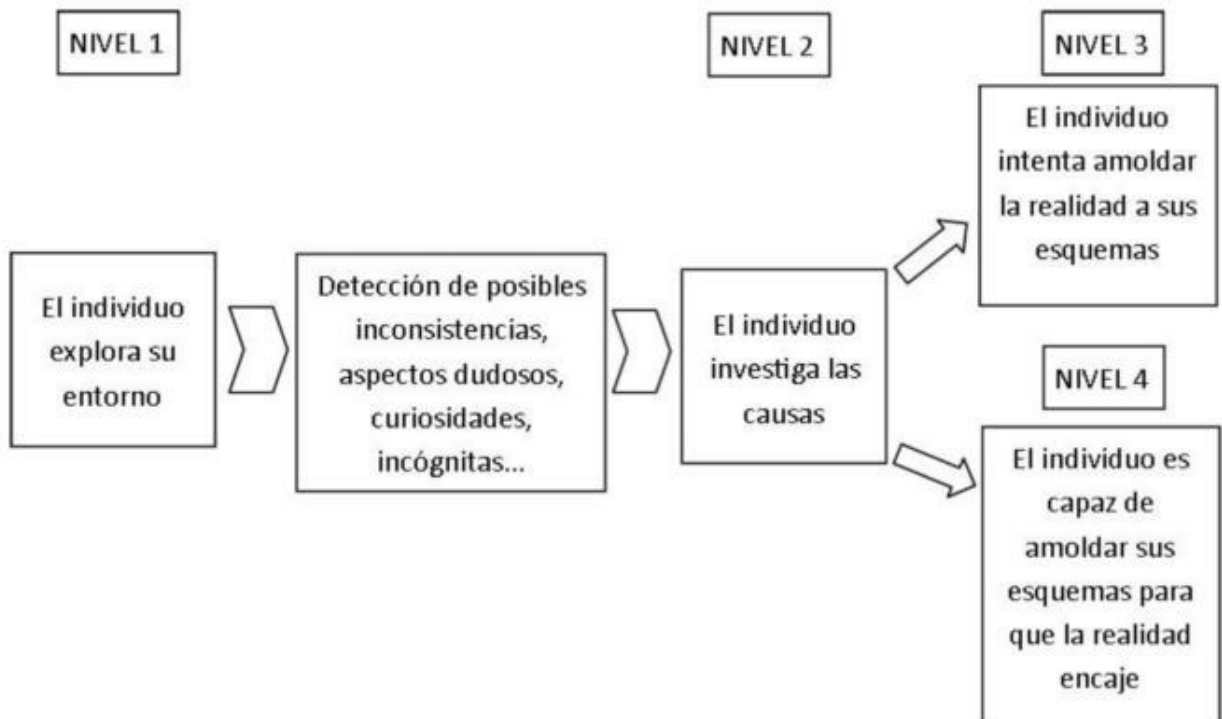 NIVEL 1
El individuo
explora su
entorno
Detección de posibles
inconsistencias,
aspectos dudosos,
curiosidades,
incógnitas...
NIVEL 2
El individuo
investiga las
causas
NIVEL 3
El individuo
intenta amoldar
la realidad a sus
esquemas
NIVEL 4
El individuo es
capaz de
amoldar sus
esquemas para
que la realidad
encaje